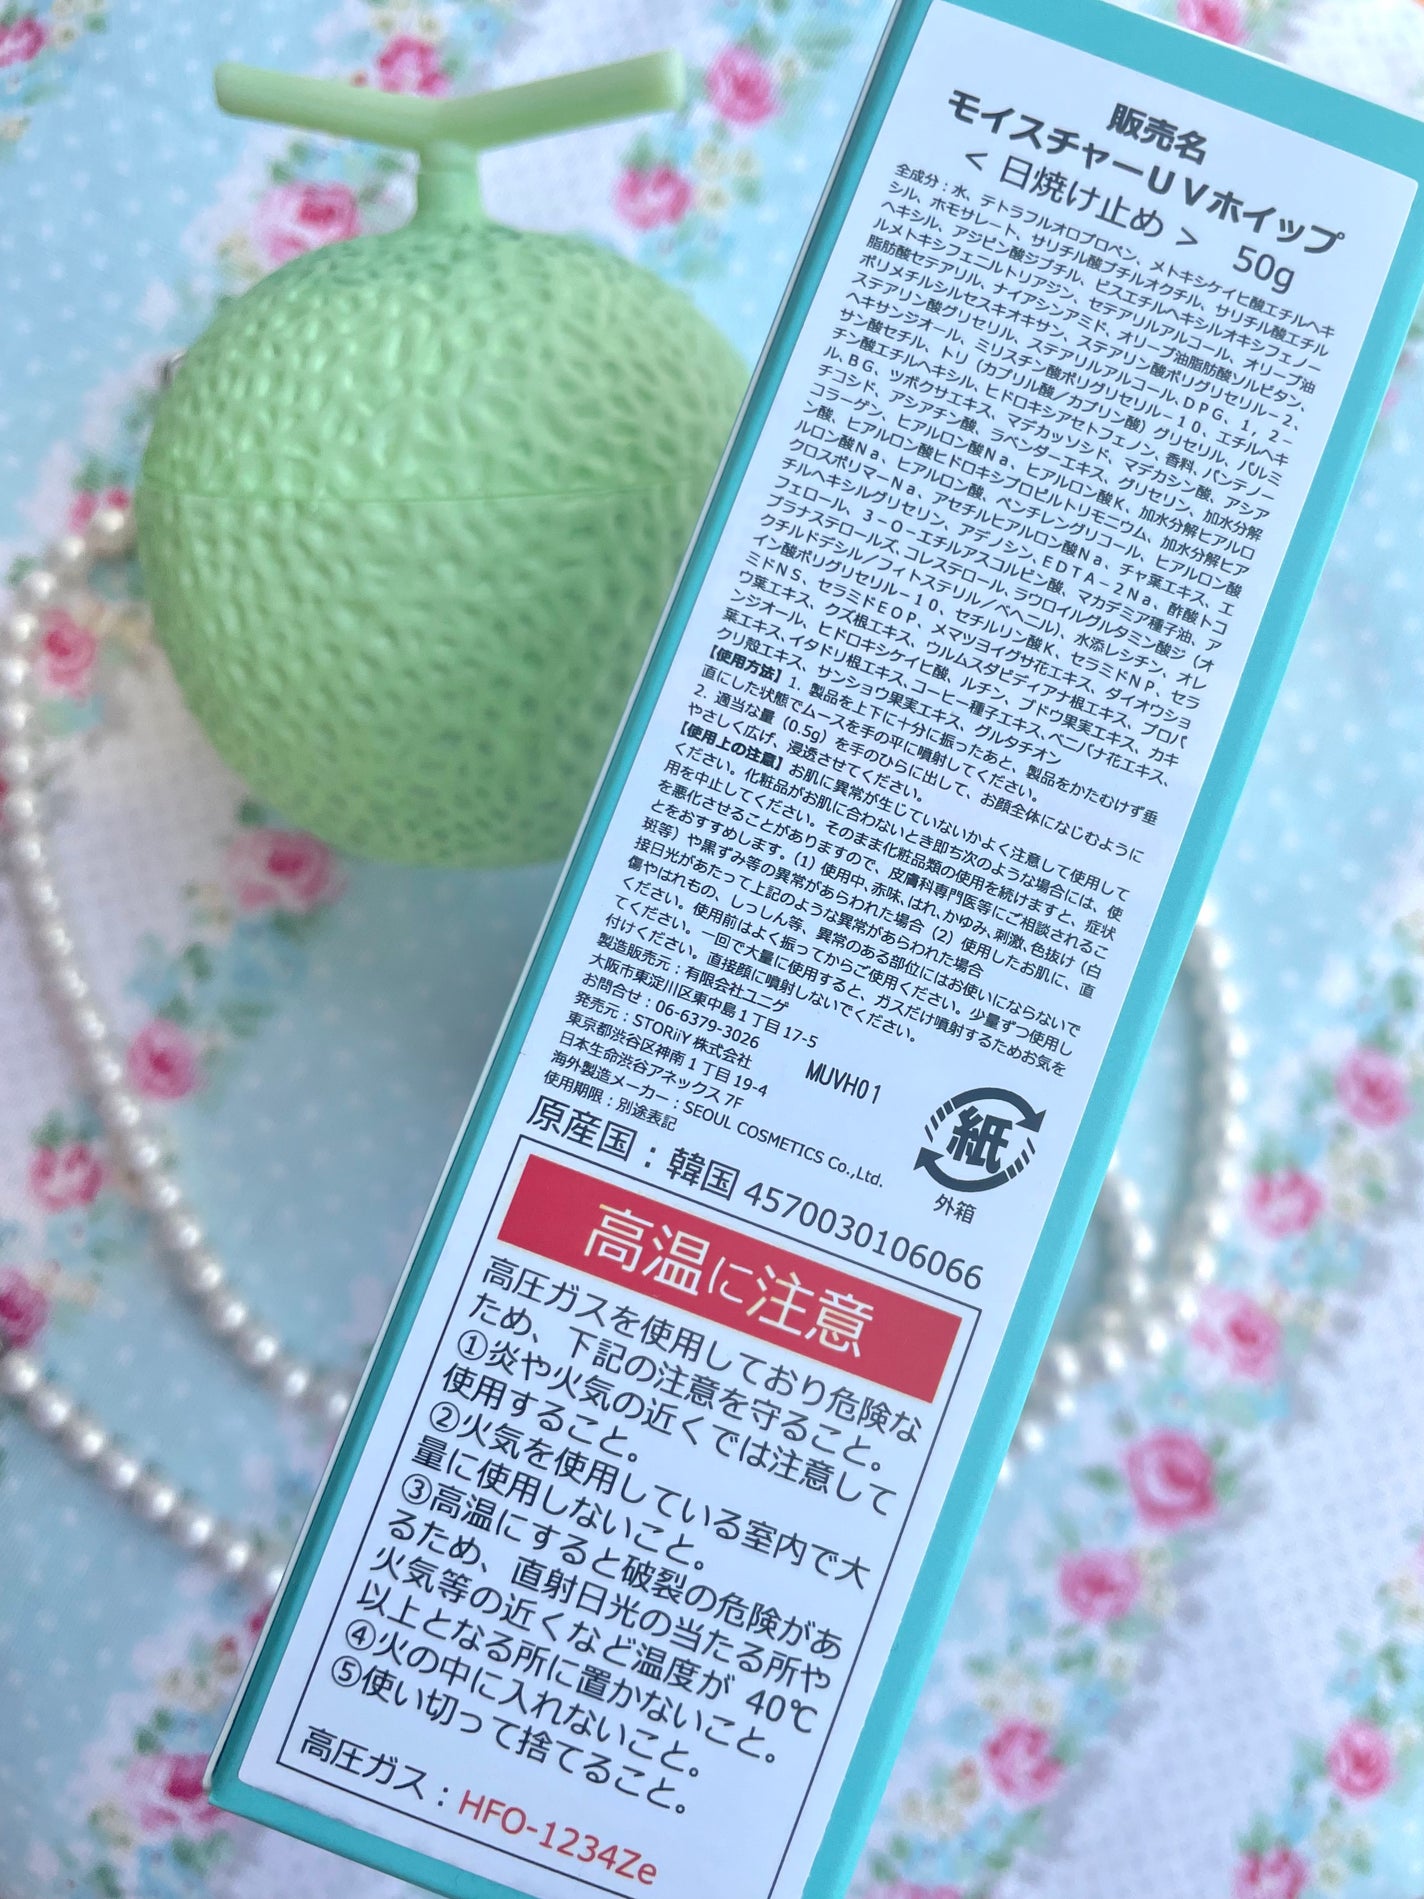 販売名
モイスチャーＵＶホイップ
＜日焼け止め＞　50g
全成分：水、テトラフルオロプロペン、メトキシケイヒ酸エチルヘキ
シル、ホモサレート、サリチル酸ブチルオクチル、サリチル酸エチル
ヘキシル、アジピン酸ジブチル、ビスエチルヘキシルオキシフェノー
ルメトキシフェニルトリアジン、セテアリルアルコール、オリーブ油
脂肪酸セテアリル、ナイアシンアミド、オリーブ油脂肪酸ソルビタン、
ポリメチルシルセスキオキサン、ステアリン酸ポリグリセリル－２、
ステアリン酸グリセリル、ステアリルアルコール、ＤＰＧ、１，２－
ヘキサンジオール、ミリスチン酸ポリグリセリル－１０、エチルヘキ
サン酸セチル、トリ（カプリル酸／カプリン酸）グリセリル、パルミ
チン酸エチルヘキシル、ヒドロキシアセトフェノン、香料、パンテノー
ル、ＢＧ、ツボクサエキス、マデカッソシド、マデカシン酸、アシア
チコシド、アシアチン酸、ラベンダーエキス、グリセリン、加水分解
コラーゲン、ヒアルロン酸Ｎａ、ヒアルロン酸Ｋ、加水分解ヒアルロ
ン酸、ヒアルロン酸ヒドロキシプロピルトリモニウム、加水分解ヒア
ルロン酸Ｎａ、ヒアルロン酸、ペンチレングリコール、ヒアルロン酸
クロスポリマーＮａ、アセチルヒアルロン酸Ｎａ、チャ葉エキス、エ
チルヘキシルグリセリン、アデノシン、ＥＤＴＡ－２Ｎａ、酢酸トコ
フェロール、３－Ｏ－エチルアスコルビン酸、マカデミア種子油、ア
プラナステロールズ、コレステロール、ラウロイルグルタミン酸ジ（オ
クチルドデシル／フィトステリル／ベヘニル）、水添レシチン、オレ
イン酸ポリグリセリル－１０、セチルリン酸Ｋ、セラミドＮＰ、セラ
ミドＮＳ、セラミドＥＯＰ、メマツヨイグサ花エキス、ダイオウショ
ウ葉エキス、クズ根エキス、ウルムスダビディアナ根エキス、プロパ
ンジオール、ヒドロキシケイヒ酸、ルチン、ブドウ果実エキス、カキ
葉エキス、イタドリ根エキス、コーヒー種子エキス、ベニバナ花エキス、
クリ殻エキス、サンショウ果実エキス、グルタチオン
【使用方法】1．製品を上下に十分に振ったあと、製品をかたむけず垂
直にした状態でムースを手の平に噴射してください。
2．適当な量（0.5g）を手のひらに出して、お顔全体になじむように
やさしく広げ、浸透させてください。
【使用上の注意】お肌に異常が生じていないかよく注意して使用して
ください。化粧品がお肌に合わないとき即ち次のような場合には、使
用を中止してください。そのまま化粧品類の使用を続けますと、症状
を悪化させることがありますので、皮膚科専門医等にご相談されるこ
とをおすすめします。（1）使用中、赤味、はれ、かゆみ、刺激、色抜け（白
斑等）や黒ずみ等の異常があらわれた場合（2）使用したお肌に、直
接日光があたって上記のような異常があらわれた場合
傷やはれもの、しっしん等、異常のある部位にはお使いにならないで
ください。使用前はよく振ってからご使用ください。少量ずつ使用し
てください。一回で大量に使用すると、ガスだけ噴射するためお気を
付けください。直接顔に噴射しないでください。
製造販売元：有限会社ユニゲ
大阪市東淀川区東中島１丁目 17-5
お問合せ：06-6379-3026
発売元：STORiiY 株式会社
東京都渋谷区神南１丁目 19-4
日本生命渋谷アネックス 7F
海外製造メーカー：SEOUL COSMETICS Co.,Ltd.
使用期限：別途表記
MUVH01
紙
外箱
原産国：韓国 4570030106066
高温に注意
高圧ガスを使用しており危険な
ため、下記の注意を守ること。
①炎や火気の近くでは注意して
使用すること。
②火気を使用している室内で大
量に使用しないこと。
③高温にすると破裂の危険があ
るため、直射日光の当たる所や
火気等の近くなど温度が 40℃
以上となる所に置かないこと。
④火の中に入れないこと。
⑤使い切って捨てること。
高圧ガス：HFO-1234Ze